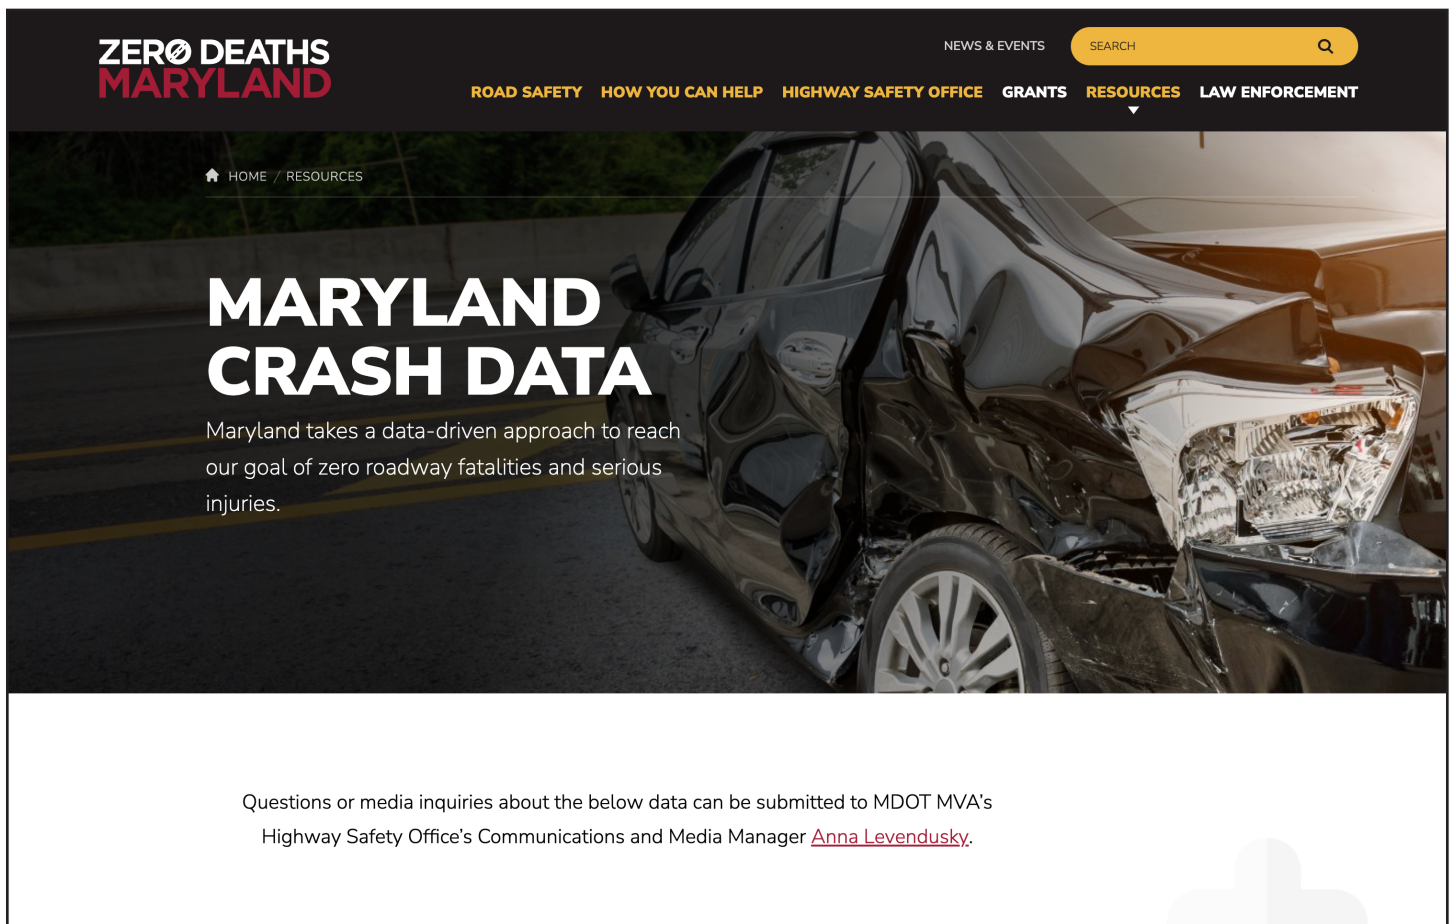 ZERO DEATHS
MARYLAND
NEWS & EVENTS
SEARCH
ROAD SAFETY HOW YOU CAN HELP HIGHWAY SAFETY OFFICE GRANTS RESOURCES LAW ENFORCEMENT
HOME / RESOURCES
MARYLAND
CRASH DATA
Maryland takes a data-driven approach to reach
our goal of zero roadway fatalities and serious
injuries.
Questions or media inquiries about the below data can be submitted to MDOT MVA's
Highway Safety Office's Communications and Media Manager Anna Levendusky.